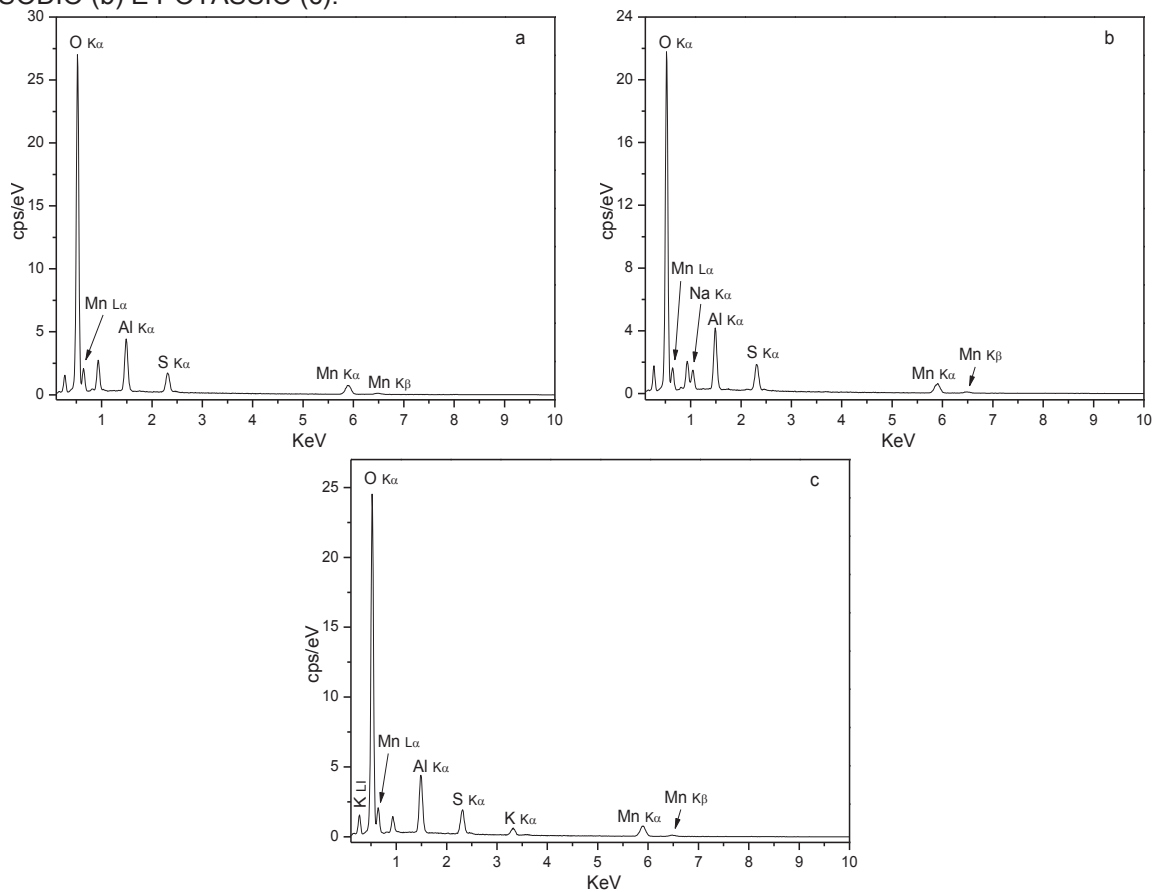 SÓDIO (b) E POTÁSSIO (c).
a
30
25
20
15
10
5
0
cps/eV
O Kα
Mn Lα
Al Kα
S Kα
Mn Kα
Mn Kβ
1 2 3 4 5 6 7 8 9 10
KeV
b
24
20
16
12
8
4
0
cps/eV
O Kα
Mn Lα
Na Kα
Al Kα
S Kα
Mn Kα
Mn Kβ
1 2 3 4 5 6 7 8 9 10
KeV
c
25
20
15
10
5
0
cps/eV
O Kα
K Ll
Mn Lα
Al Kα
S Kα
K Kα
Mn Kα
Mn Kβ
1 2 3 4 5 6 7 8 9 10
KeV